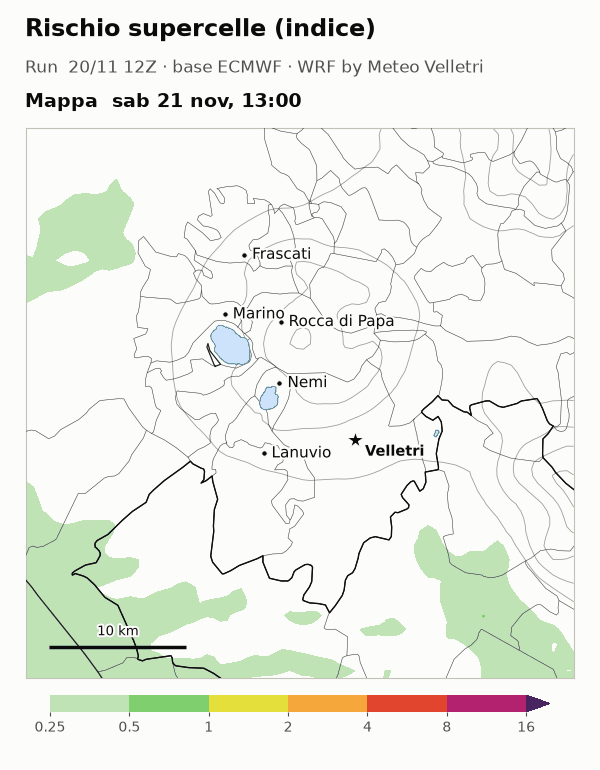 Rischio supercelle (indice)
Run  20/11 12Z · base ECMWF · WRF by Meteo Velletri
Mappa  sab 21 nov, 13:00
Frascati
Marino
Rocca di Papa
Nemi
Velletri
Lanuvio
10 km
0.25 0.5 1 2 4 8 16